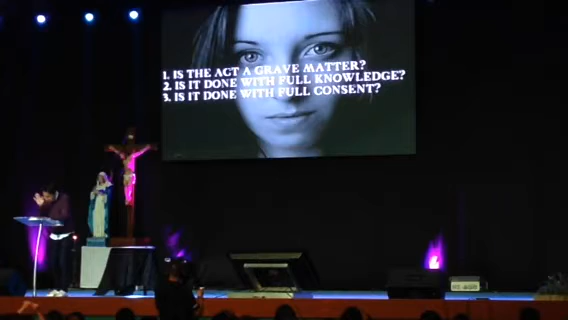 1. IS THE ACT A GRAVE MATTER?
2. IS IT DONE WITH FULL KNOWLEDGE?
3. IS IT DONE WITH FULL CONSENT?